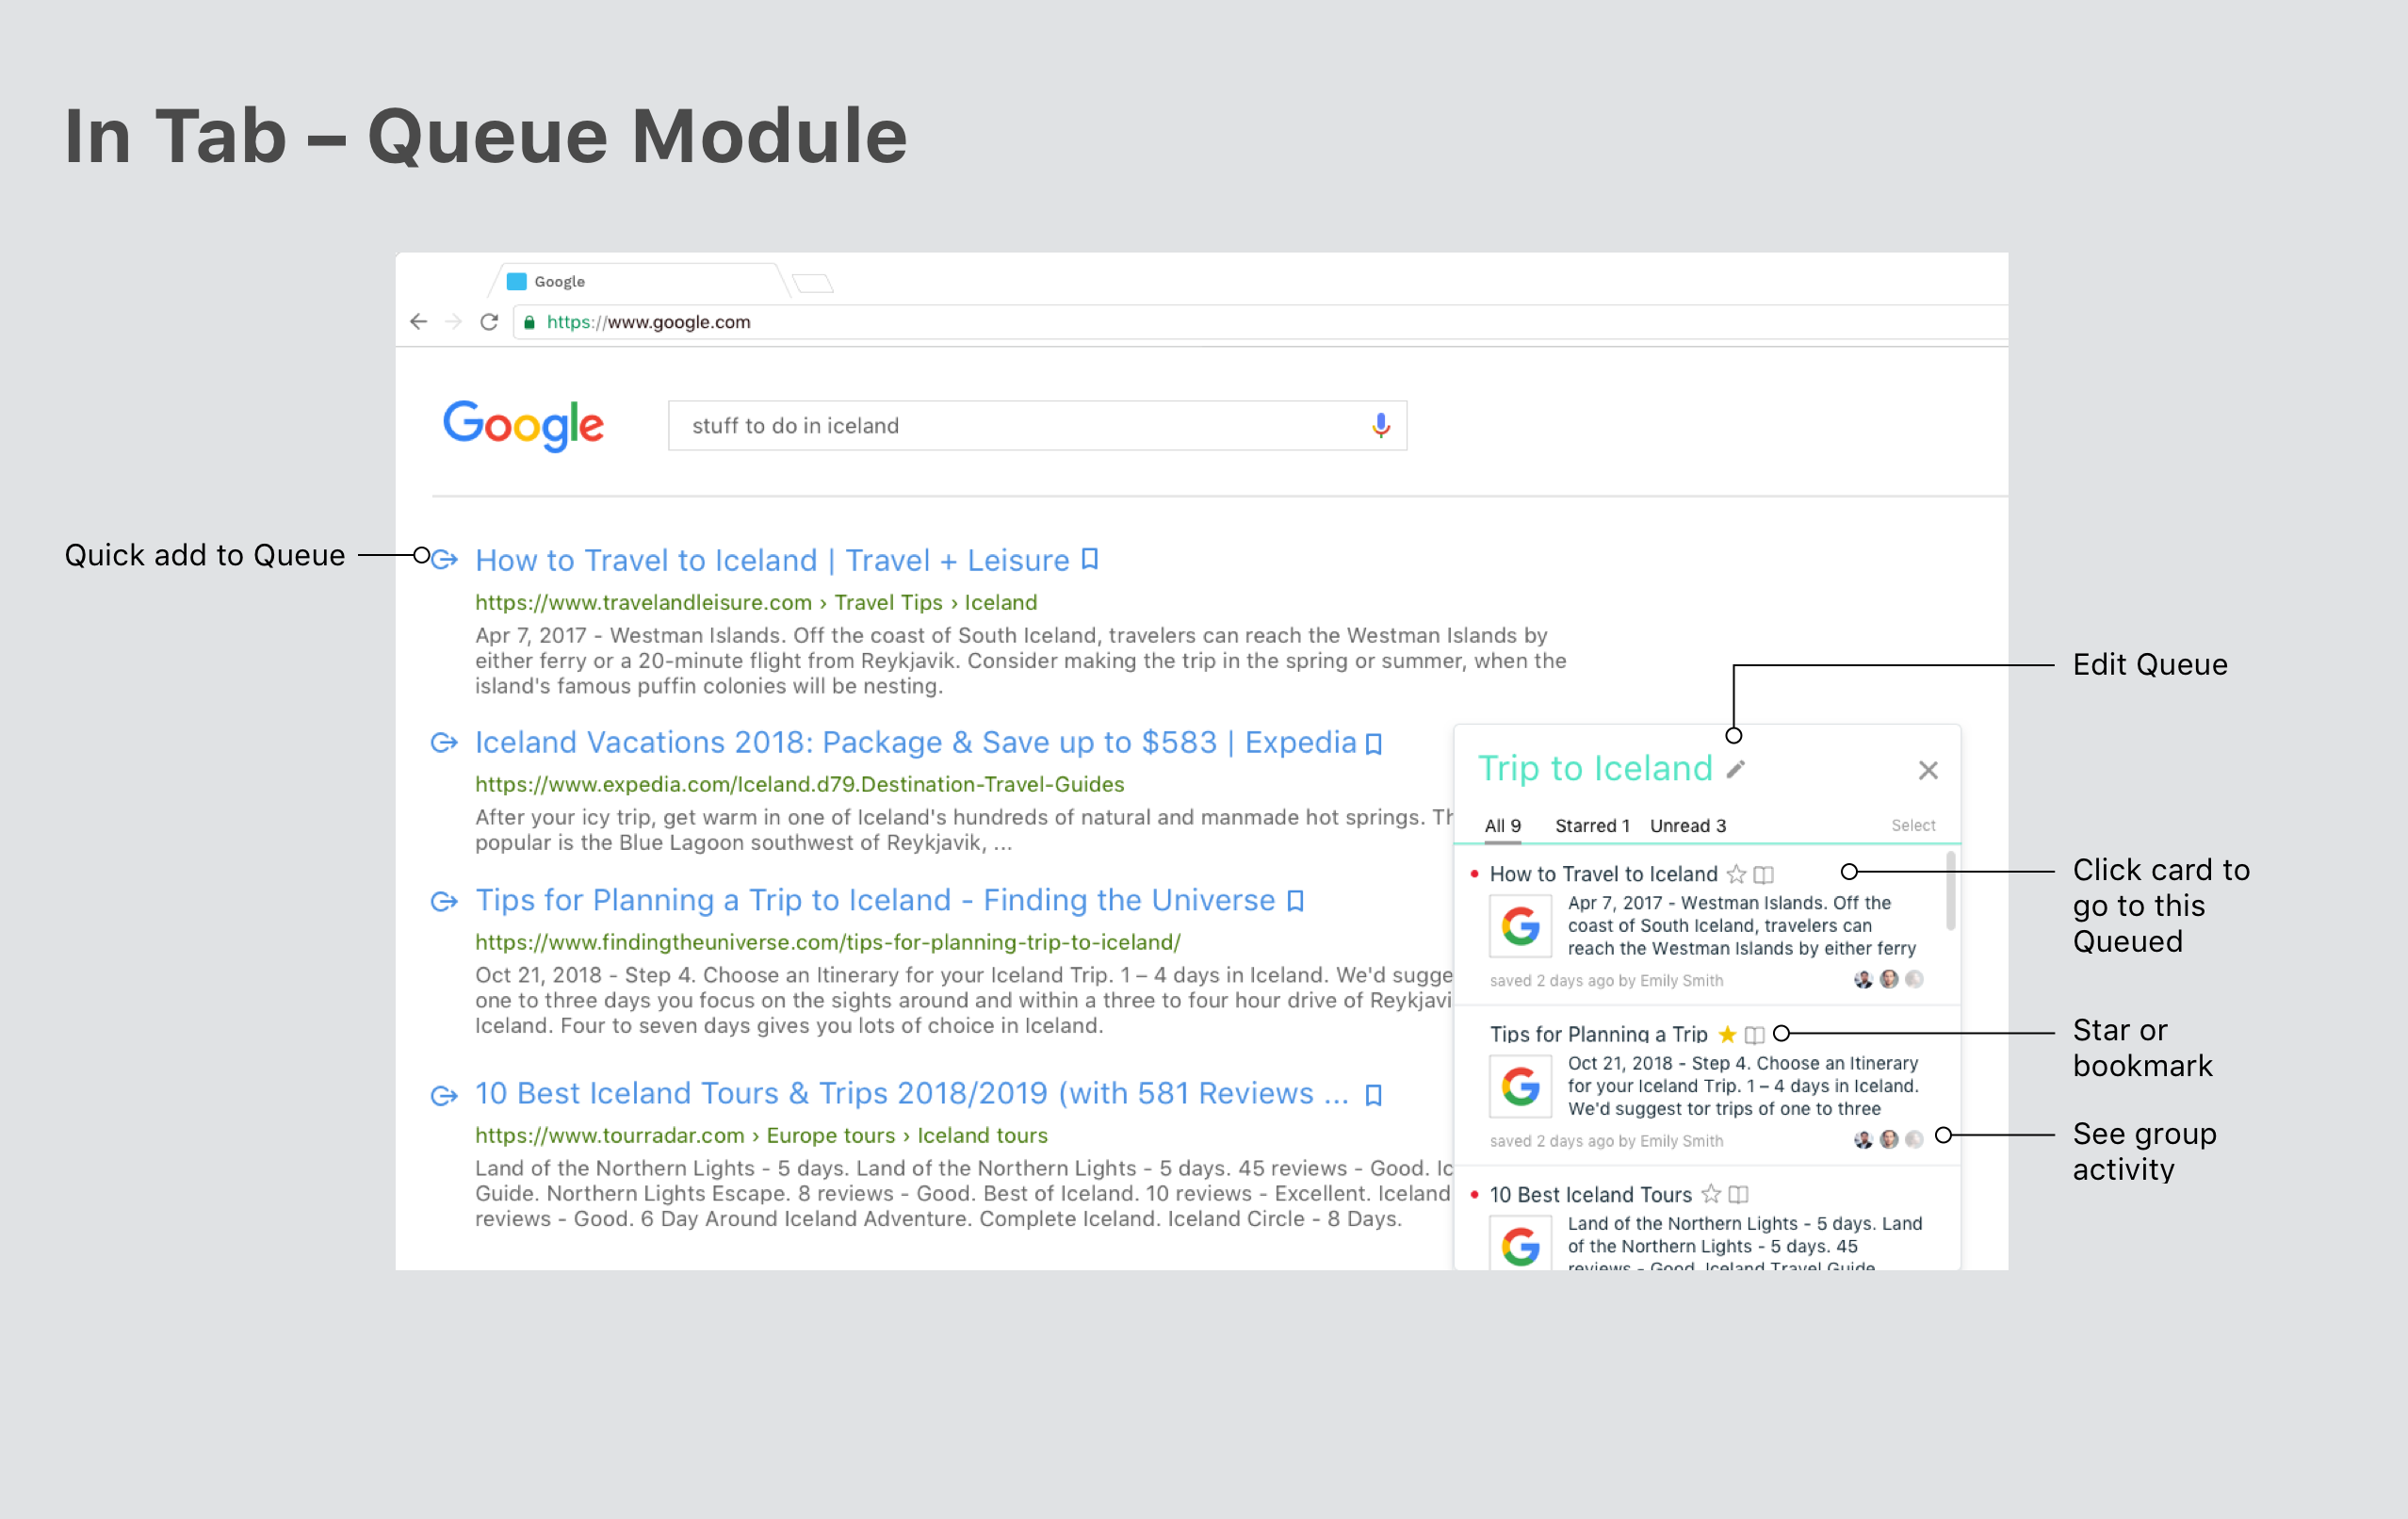 In Tab – Queue Module
Google
https://www.google.com
Google
stuff to do in iceland
Quick add to Queue
How to Travel to Iceland | Travel + Leisure
https://www.travelandleisure.com › Travel Tips › Iceland
Apr 7, 2017 - Westman Islands. Off the coast of South Iceland, travelers can reach the Westman Islands by
either ferry or a 20-minute flight from Reykjavik. Consider making the trip in the spring or summer, when the
island's famous puffin colonies will be nesting.
Iceland Vacations 2018: Package & Save up to $583 | Expedia
https://www.expedia.com/Iceland.d79.Destination-Travel-Guides
After your icy trip, get warm in one of Iceland's hundreds of natural and manmade hot springs.
popular is the Blue Lagoon southwest of Reykjavik, ...
Tips for Planning a Trip to Iceland - Finding the Universe
https://www.findingtheuniverse.com/tips-for-planning-trip-to-iceland/
Oct 21, 2018 - Step 4. Choose an Itinerary for your Iceland Trip. 1 – 4 days in Iceland. We'd sugge
one to three days you focus on the sights around and within a three to four hour drive of Reykjavi
Iceland. Four to seven days gives you lots of choice in Iceland.
10 Best Iceland Tours & Trips 2018/2019 (with 581 Reviews ...
https://www.tourradar.com › Europe tours › Iceland tours
Land of the Northern Lights - 5 days. Land of the Northern Lights - 5 days. 45 reviews - Good. Ic
Guide. Northern Lights Escape. 8 reviews - Good. Best of Iceland. 10 reviews - Excellent. Iceland
reviews - Good. 6 Day Around Iceland Adventure. Complete Iceland. Iceland Circle - 8 Days.
Edit Queue
Trip to Iceland
All 9 Starred 1 Unread 3 Select
How to Travel to Iceland
Apr 7, 2017 - Westman Islands. Off the
coast of South Iceland, travelers can
reach the Westman Islands by either ferry
saved 2 days ago by Emily Smith
Click card to
go to this
Queued
Tips for Planning a Trip
Oct 21, 2018 - Step 4. Choose an Itinerary
for your Iceland Trip. 1 – 4 days in Iceland.
We'd suggest tor trips of one to three
saved 2 days ago by Emily Smith
Star or
bookmark
See group
activity
10 Best Iceland Tours
Land of the Northern Lights - 5 days. Land
of the Northern Lights - 5 days. 45
reviews - Good. Iceland Travel Guide